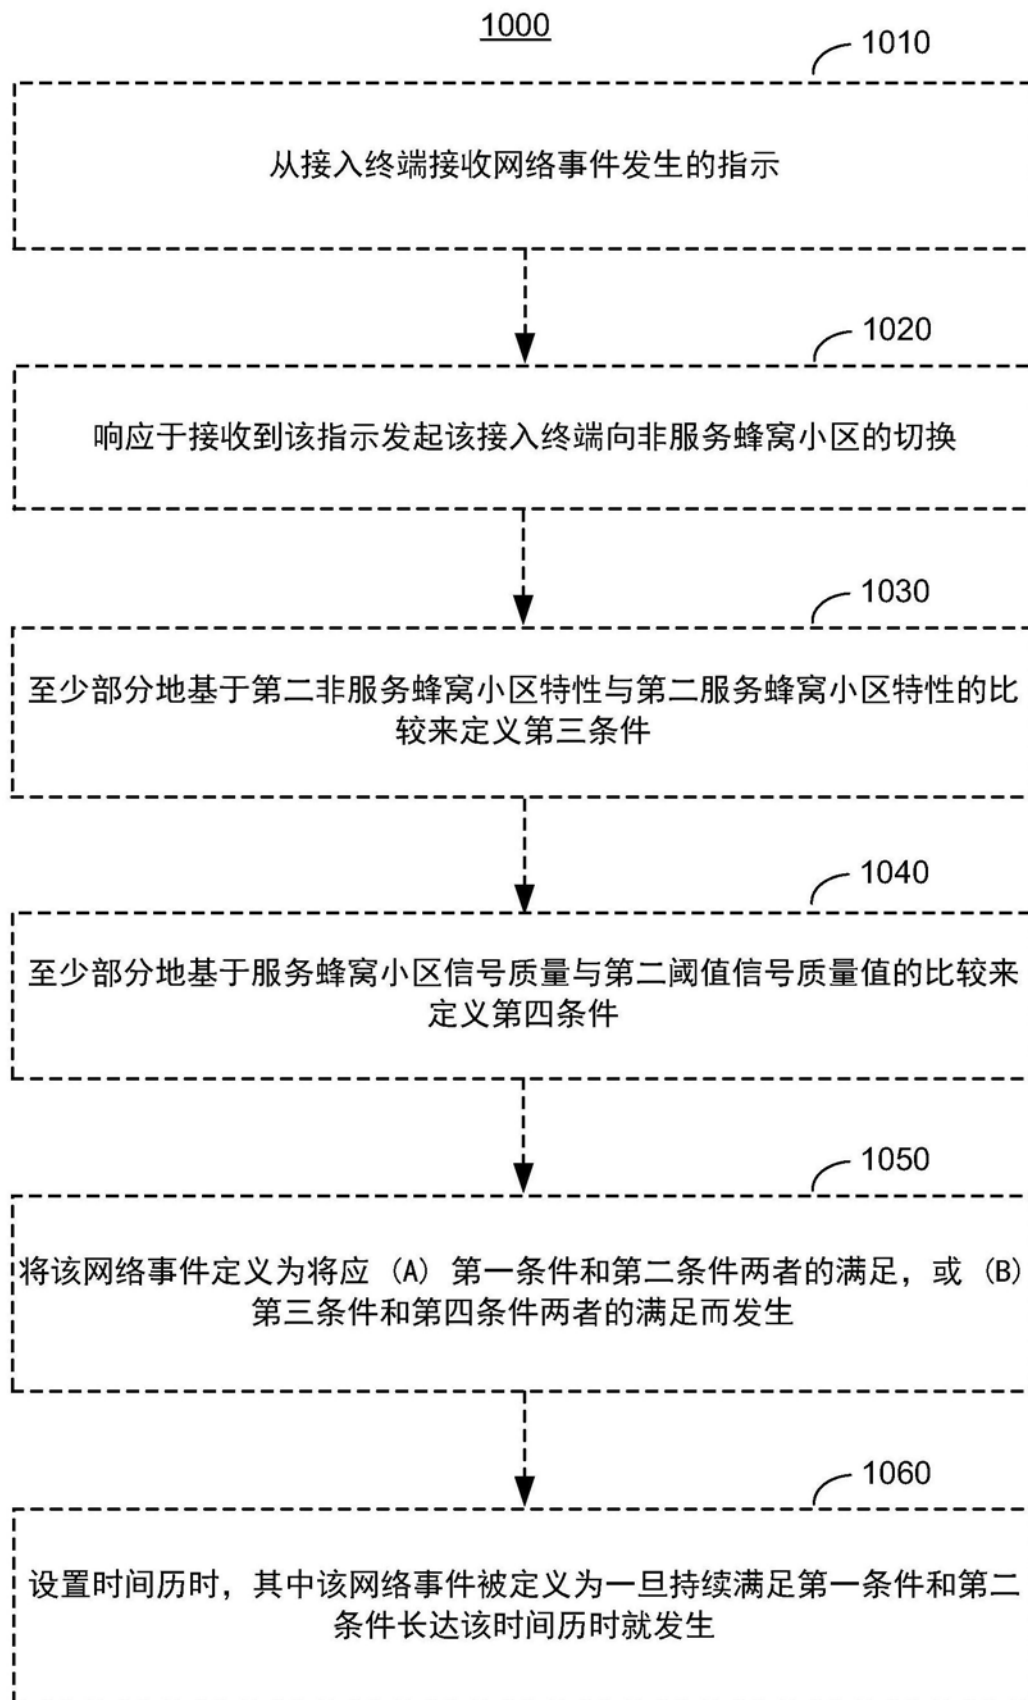 1000
1010
从接入终端接收网络事件发生的指示
1020
响应于接收到该指示发起该接入终端向非服务蜂窝小区的切换
1030
至少部分地基于第二非服务蜂窝小区特性与第二服务蜂窝小区特性的比
较来定义第三条件
1040
至少部分地基于服务蜂窝小区信号质量与第二阈值信号质量值的比较来
定义第四条件
1050
将该网络事件定义为将应 (A) 第一条件和第二条件两者的满足，或 (B)
第三条件和第四条件两者的满足而发生
1060
设置时间历时，其中该网络事件被定义为一旦持续满足第一条件和第二
条件长达该时间历时就发生